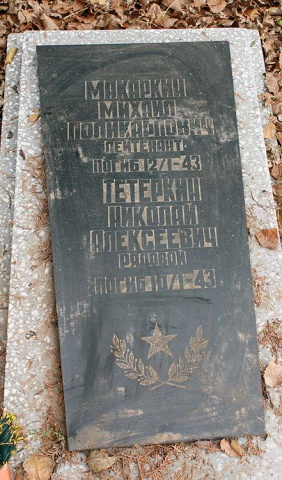 МАКАРКИН
МИХАИЛ
ПОЛИКАРПОВИЧ
ЛЕЙТЕНАНТ
ПОГИБ 12/I-43
ТЕТЕРКИН
НИКОЛАЙ
АЛЕКСЕЕВИЧ
РЯДОВОЙ
ПОГИБ 10/I-43